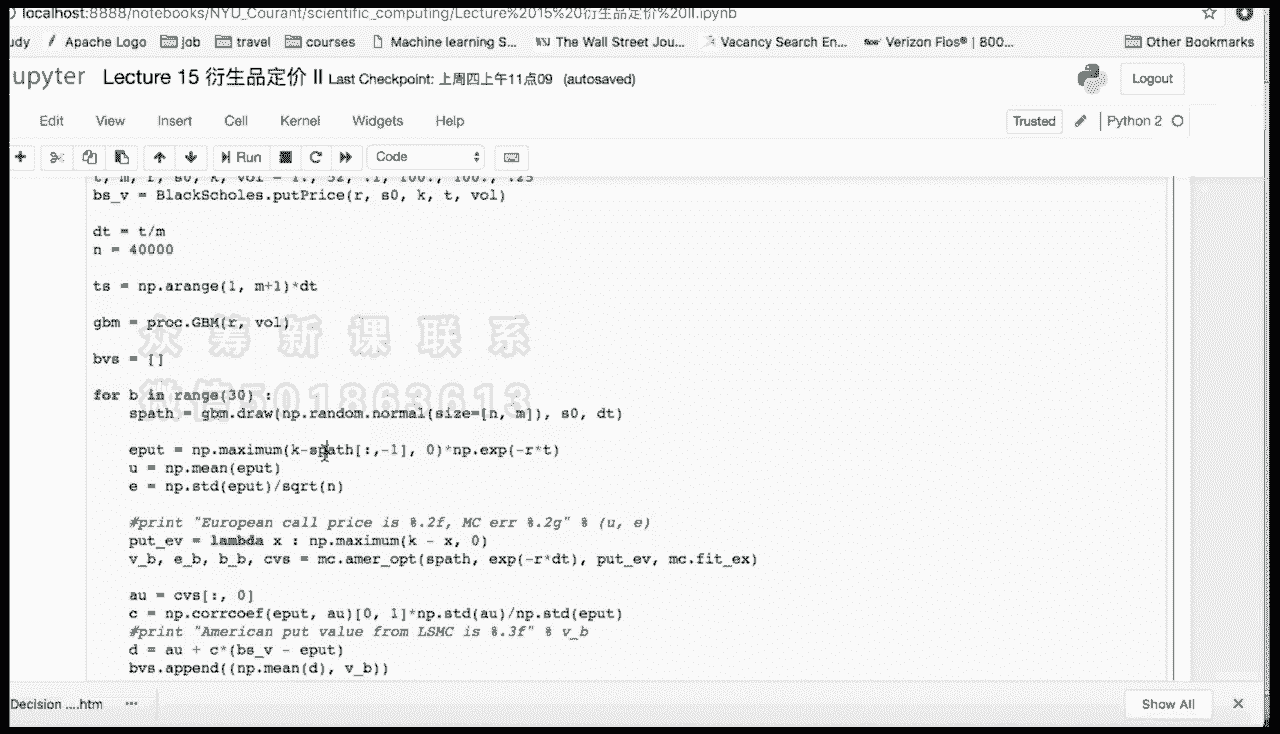 localhost:8888/notebooks/NYU_Courant/scientific_computing/Lecture%2015%20衍生品定价%20II.ipynb
udy Apache Logo job travel courses Machine learning S... WSJ The Wall Street Jou... Vacancy Search En... Verizon Fios® | 800... Other Bookmarks
upyter Lecture 15 衍生品定价 II Last Checkpoint: 上周四上午11点09 (autosaved) Logout
Edit View Insert Cell Kernel Widgets Help Trusted Python 2
Run Code
t, m, r, s0, k, vol = 1., 52, .1, 100., 100., .25
bs_v = BlackScholes.putPrice(r, s0, k, t, vol)
dt = t/m
n = 40000
ts = np.arange(1, m+1)*dt
gbm = proc.GBM(r, vol)
众筹新课联系
bvs = []
for b in range(30) :
微信501863613
spath = gbm.draw(np.random.normal(size=[n, m]), s0, dt)
eput = np.maximum(k-spath[:,-1], 0)*np.exp(-r*t)
u = np.mean(eput)
e = np.std(eput)/sqrt(n)
#print "European call price is %.2f, MC err %.2g" % (u, e)
put_ev = lambda x : np.maximum(k - x, 0)
v_b, e_b, b_b, cvs = mc.amer_opt(spath, exp(-r*dt), put_ev, mc.fit_ex)
au = cvs[:, 0]
c = np.corrcoef(eput, au)[0, 1]*np.std(au)/np.std(eput)
#print "American put value from LSMC is %.3f" % v_b
d = au + c*(bs_v - eput)
bvs.append((np.mean(d), v_b))
Decision ....htm Show All